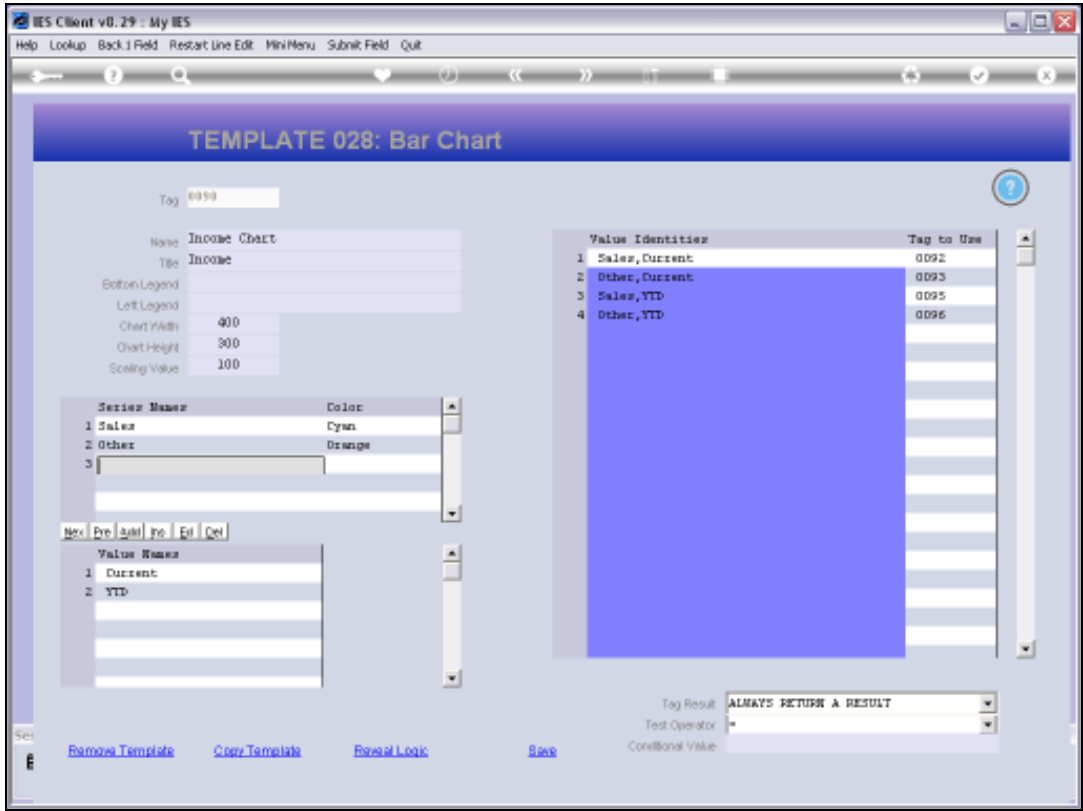 IES Client v8.29 : My IES
Help Lookup Back 1 Field Restart Line Edit Mini Menu Submit Field Quit
TEMPLATE 028: Bar Chart
Tag 0090
Name Income Chart
Title Income
Bottom Legend
Left Legend
Chart Width 400
Chart Height 300
Scaling Value 100
Series Names Color
1 Sales Cyan
2 Other Orange
3
Nex Pre Add Ins Ed Del
Value Names
1 Current
2 YTD
Value Identities Tag to Use
1 Sales,Current 0092
2 Other,Current 0093
3 Sales,YTD 0095
4 Other,YTD 0096
Tag Result ALWAYS RETURN A RESULT
Test Operator =
Conditional Value
Remove Template Copy Template Reveal Logic Save